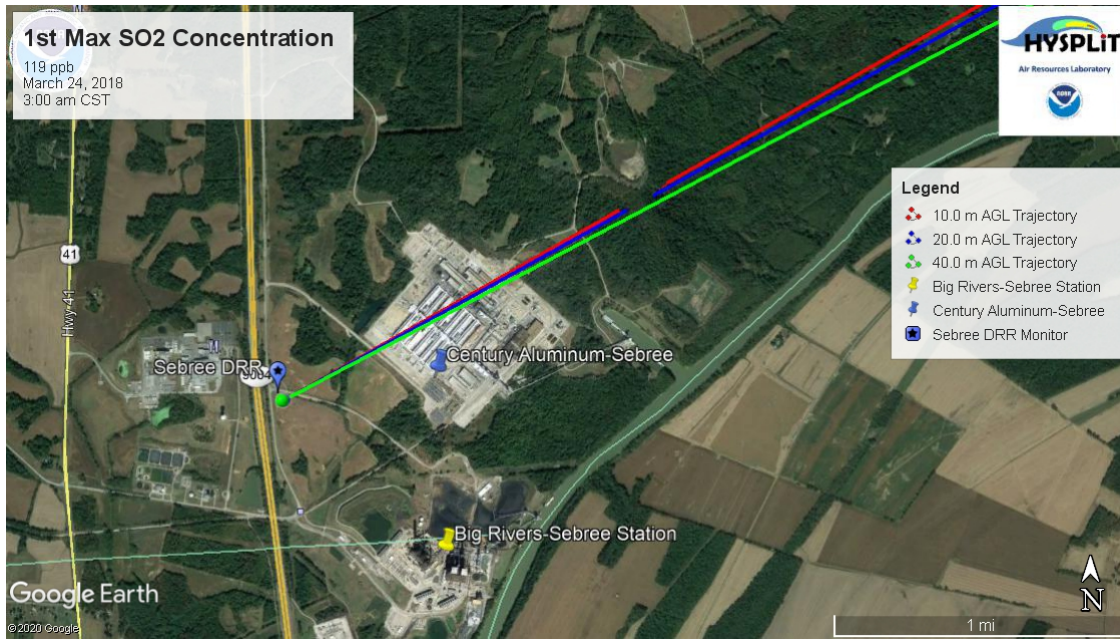 1st Max SO2 Concentration
119 ppb
March 24, 2018
3:00 am CST
HYSPLiT
Air Resources Laboratory
NOAA
Legend
10.0 m AGL Trajectory
20.0 m AGL Trajectory
40.0 m AGL Trajectory
Big Rivers-Sebree Station
Century Aluminum-Sebree
Sebree DRR Monitor
41
Hwy 41
Century Aluminum-Sebree
Sebree DRR
Big Rivers-Sebree Station
Google Earth
©2020 Google
N
1 mi